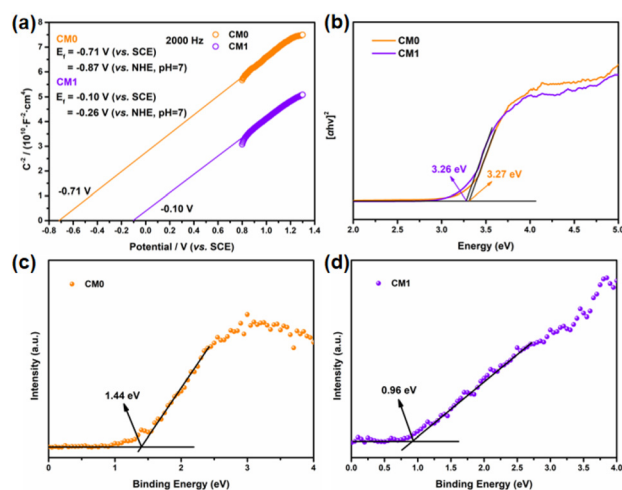 (a)
CM0
E_f = -0.71 V (vs. SCE)
= -0.87 V (vs. NHE, pH=7)
CM1
E_f = -0.10 V (vs. SCE)
= -0.26 V (vs. NHE, pH=7)
2000 Hz
CM0
CM1
-0.71 V
-0.10 V
C⁻² / (10¹⁰·F⁻²·cm⁴)
0 1 2 3 4 5 6 7 8
-0.8 -0.6 -0.4 -0.2 0.0 0.2 0.4 0.6 0.8 1.0 1.2 1.4
Potential / V (vs. SCE)
(b)
CM0
CM1
3.26 eV
3.27 eV
[αhv]²
2.0 2.5 3.0 3.5 4.0 4.5 5.0
Energy (eV)
(c)
CM0
1.44 eV
Intensity (a.u.)
0 1 2 3 4
Binding Energy (eV)
(d)
CM1
0.96 eV
Intensity (a.u.)
0.0 0.5 1.0 1.5 2.0 2.5 3.0 3.5 4.0
Binding Energy (eV)